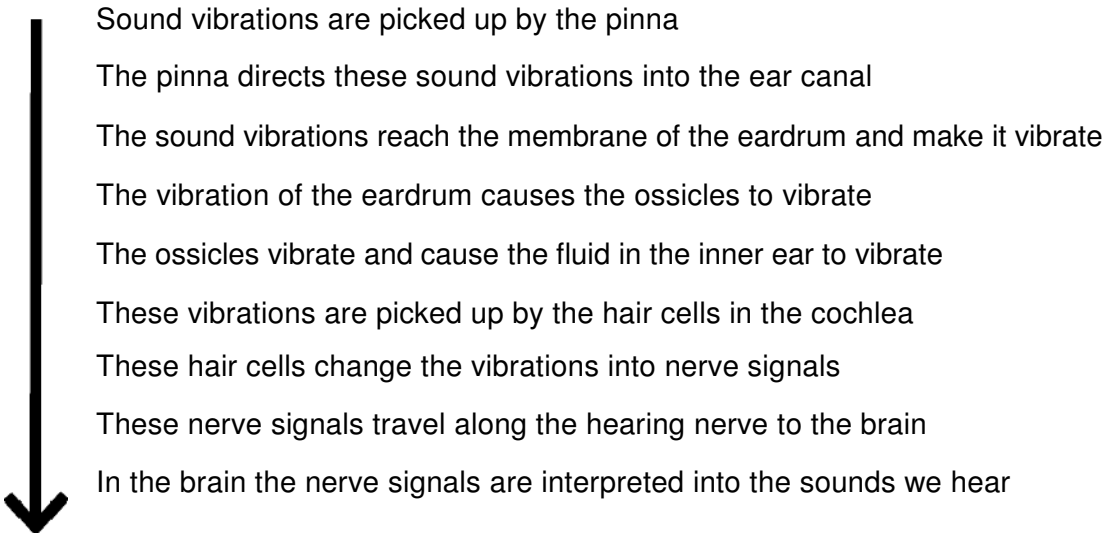 Sound vibrations are picked up by the pinna
The pinna directs these sound vibrations into the ear canal
The sound vibrations reach the membrane of the eardrum and make it vibrate
The vibration of the eardrum causes the ossicles to vibrate
The ossicles vibrate and cause the fluid in the inner ear to vibrate
These vibrations are picked up by the hair cells in the cochlea
These hair cells change the vibrations into nerve signals
These nerve signals travel along the hearing nerve to the brain
In the brain the nerve signals are interpreted into the sounds we hear